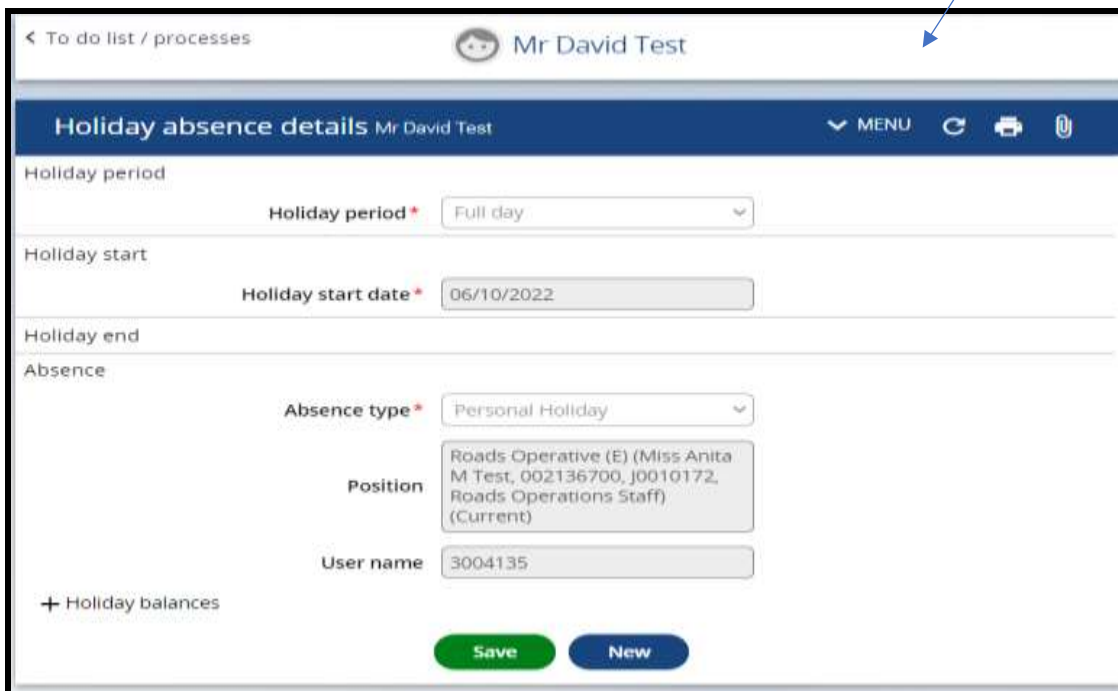 < To do list / processes
Mr David Test
Holiday absence details Mr David Test
MENU
Holiday period
Holiday period* Full day
Holiday start
Holiday start date* 06/10/2022
Holiday end
Absence
Absence type* Personal Holiday
Position
Roads Operative (E) (Miss Anita
M Test, 002136700, J0010172,
Roads Operations Staff)
(Current)
User name 3004135
+ Holiday balances
Save New